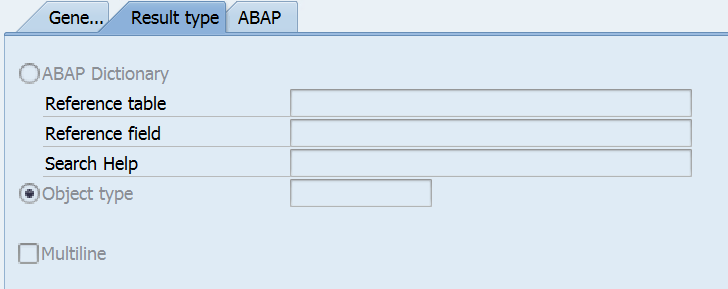 Gene... Result type ABAP
ABAP Dictionary
Reference table
Reference field
Search Help
Object type
Multiline